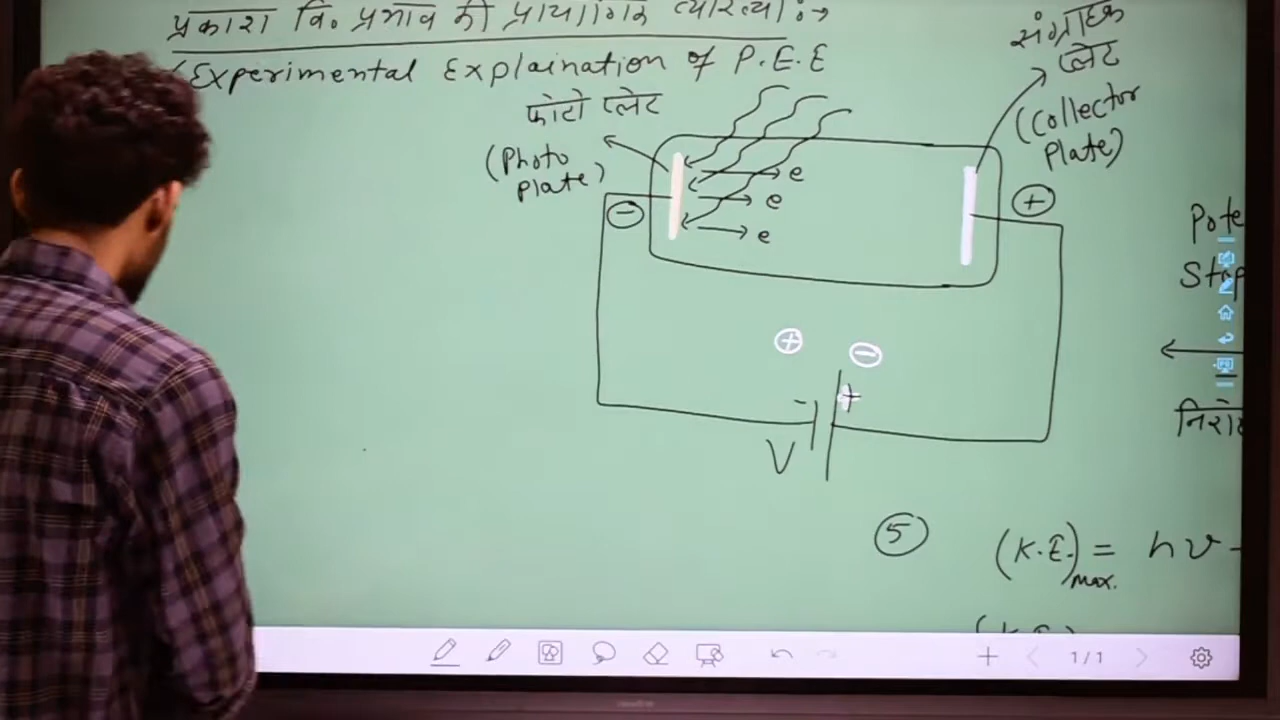 प्रकाश वि० प्रभाव की प्रायोगिक व्याख्या :→
(Experimental Explaination of P.E.E
फोटो प्लेट
(Photo
plate)
संग्राहक
प्लेट
(Collector
plate)
e
e
e
⊖
⊕
⊕ ⊖
- +
V
Pote
Stop
निरो
⑤ (K.E.)max. = hν -
1/1